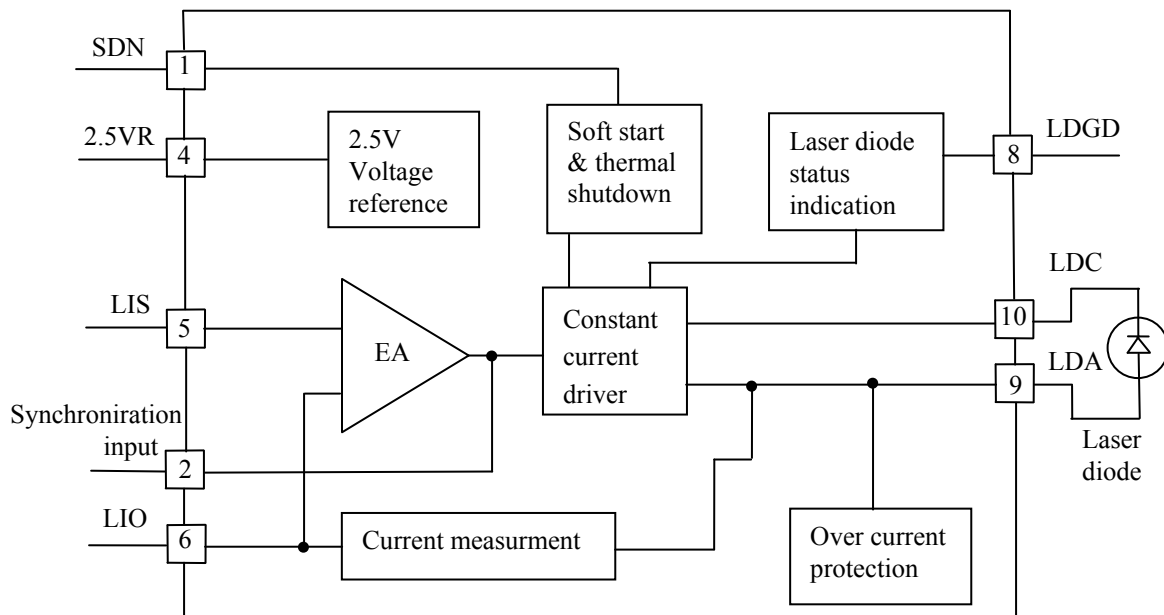 SDN
1
2.5VR
4
2.5V
Voltage
reference
Soft start
& thermal
shutdown
Laser diode
status
indication
8
LDGD
LIS
5
EA
Constant
current
driver
10
LDC
9
LDA
Laser
diode
Synchroniration
input
2
LIO
6
Current measurment
Over current
protection